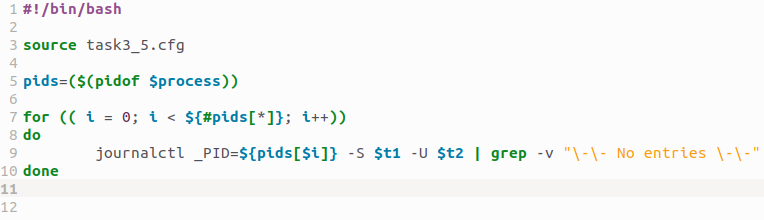 1 #!/bin/bash
2
3 source task3_5.cfg
4
5 pids=($(pidof $process))
6
7 for (( i = 0; i < ${#pids[*]}; i++))
8 do
9         journalctl _PID=${pids[$i]} -S $t1 -U $t2 | grep -v "\-\- No entries \-\-"
10 done
11
12